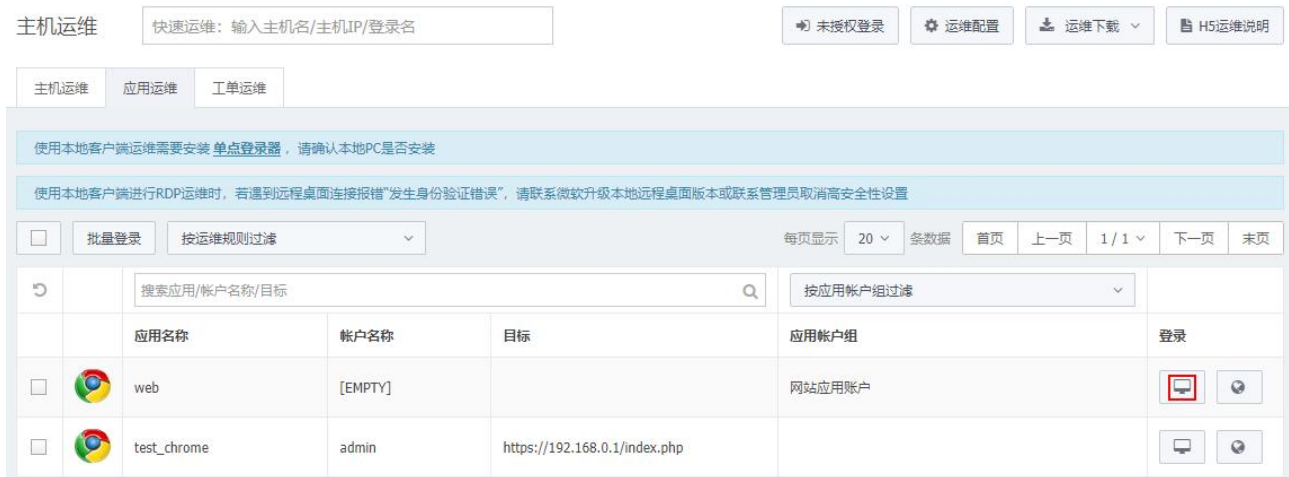 主机运维 快速运维：输入主机名/主机IP/登录名 未授权登录 运维配置 运维下载 H5运维说明
主机运维 应用运维 工单运维
使用本地客户端运维需要安装 单点登录器 ，请确认本地PC是否安装
使用本地客户端进行RDP运维时，若遇到远程桌面连接报错“发生身份验证错误”，请联系微软升级本地远程桌面版本或联系管理员取消高安全性设置
批量登录 按运维规则过滤 每页显示 20 条数据 首页 上一页 1 / 1 下一页 末页
搜索应用/帐户名称/目标 按应用帐户组过滤
应用名称 帐户名称 目标 应用帐户组 登录
web [EMPTY] 网站应用账户
test_chrome admin https://192.168.0.1/index.php